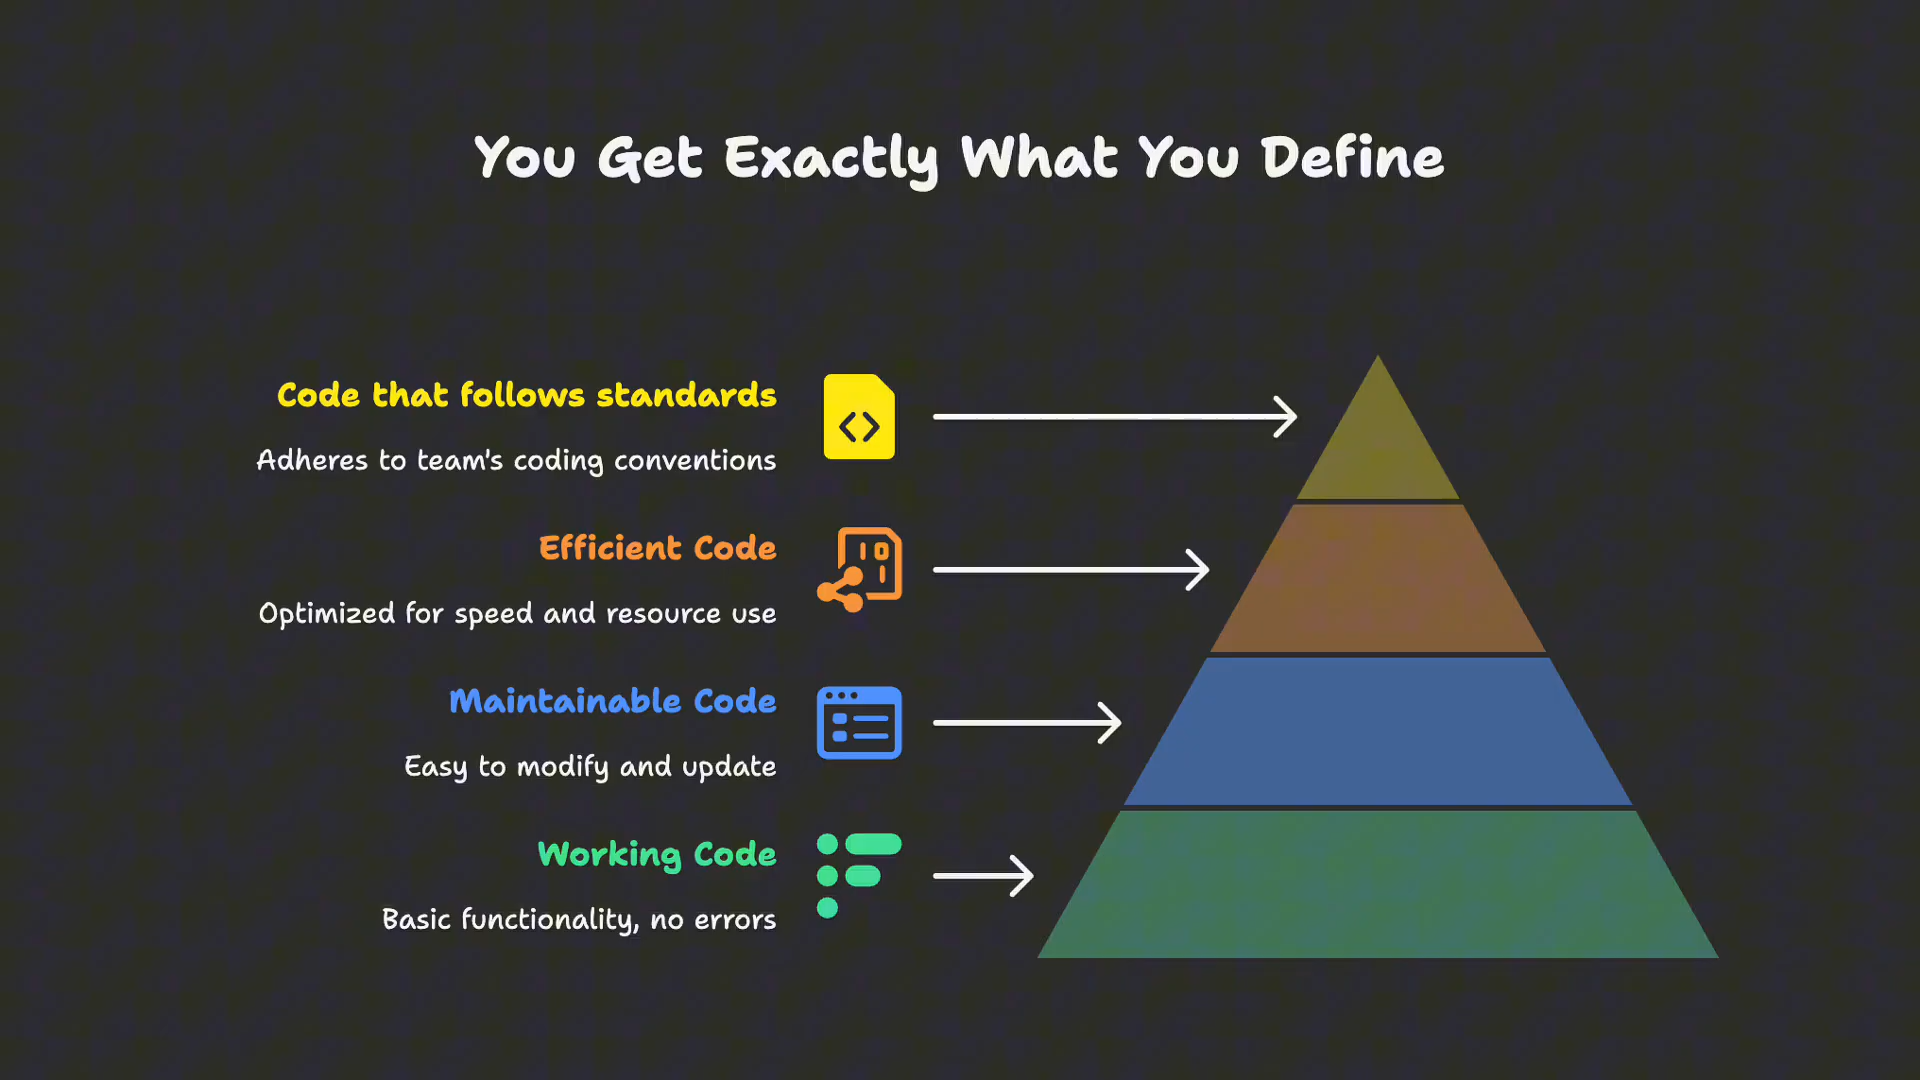 You Get Exactly What You Define
Code that follows standards
Adheres to team's coding conventions
Efficient Code
Optimized for speed and resource use
Maintainable Code
Easy to modify and update
Working Code
Basic functionality, no errors